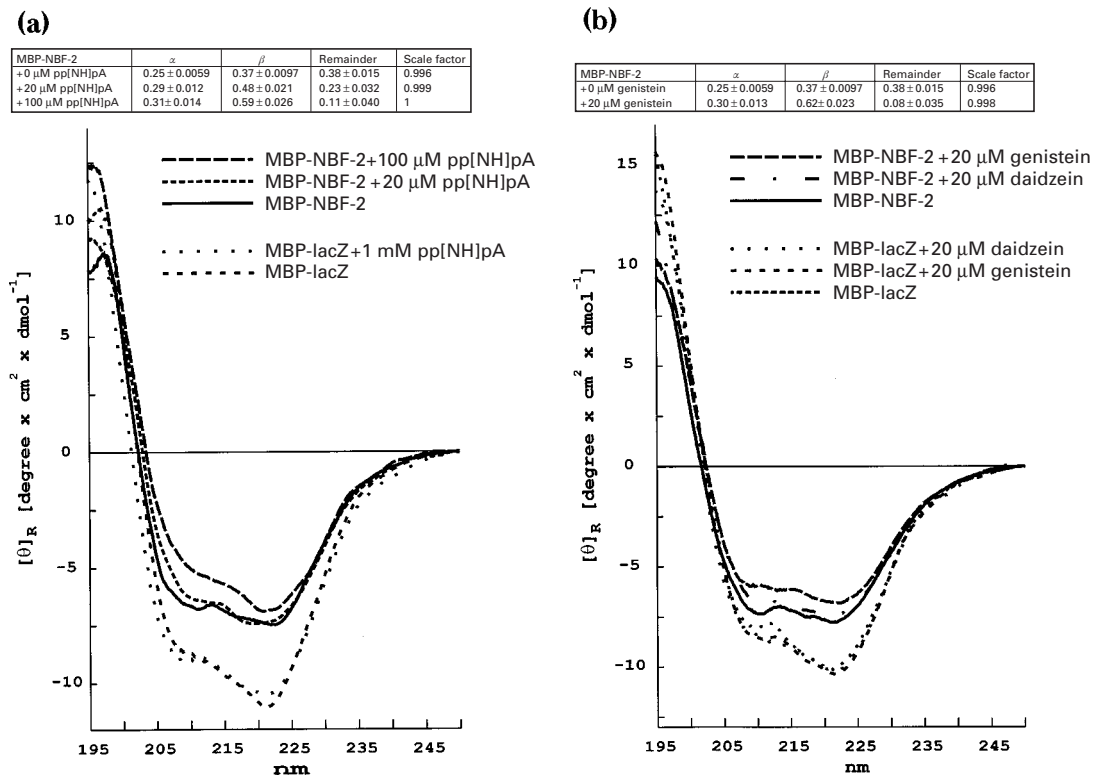 (a)
MBP-NBF-2 α β Remainder Scale factor
+0 μM pp[NH]pA 0.25±0.0059 0.37±0.0097 0.38±0.015 0.996
+20 μM pp[NH]pA 0.29±0.012 0.48±0.021 0.23±0.032 0.999
+100 μM pp[NH]pA 0.31±0.014 0.59±0.026 0.11±0.040 1
MBP-NBF-2+100 μM pp[NH]pA
MBP-NBF-2 +20 μM pp[NH]pA
MBP-NBF-2
MBP-lacZ+1 mM pp[NH]pA
MBP-lacZ
[θ]R [degree x cm² x dmol⁻¹]
10
5
0
-5
-10
195 205 215 225 235 245
nm
(b)
MBP-NBF-2 α β Remainder Scale factor
+0 μM genistein 0.25±0.0059 0.37±0.0097 0.38±0.015 0.996
+20 μM genistein 0.30±0.013 0.62±0.023 0.08±0.035 0.998
MBP-NBF-2 +20 μM genistein
MBP-NBF-2 +20 μM daidzein
MBP-NBF-2
MBP-lacZ+20 μM daidzein
MBP-lacZ+20 μM genistein
MBP-lacZ
[θ]R [degree x cm² x dmol⁻¹]
15
10
5
0
-5
-10
195 205 215 225 235 245
nm